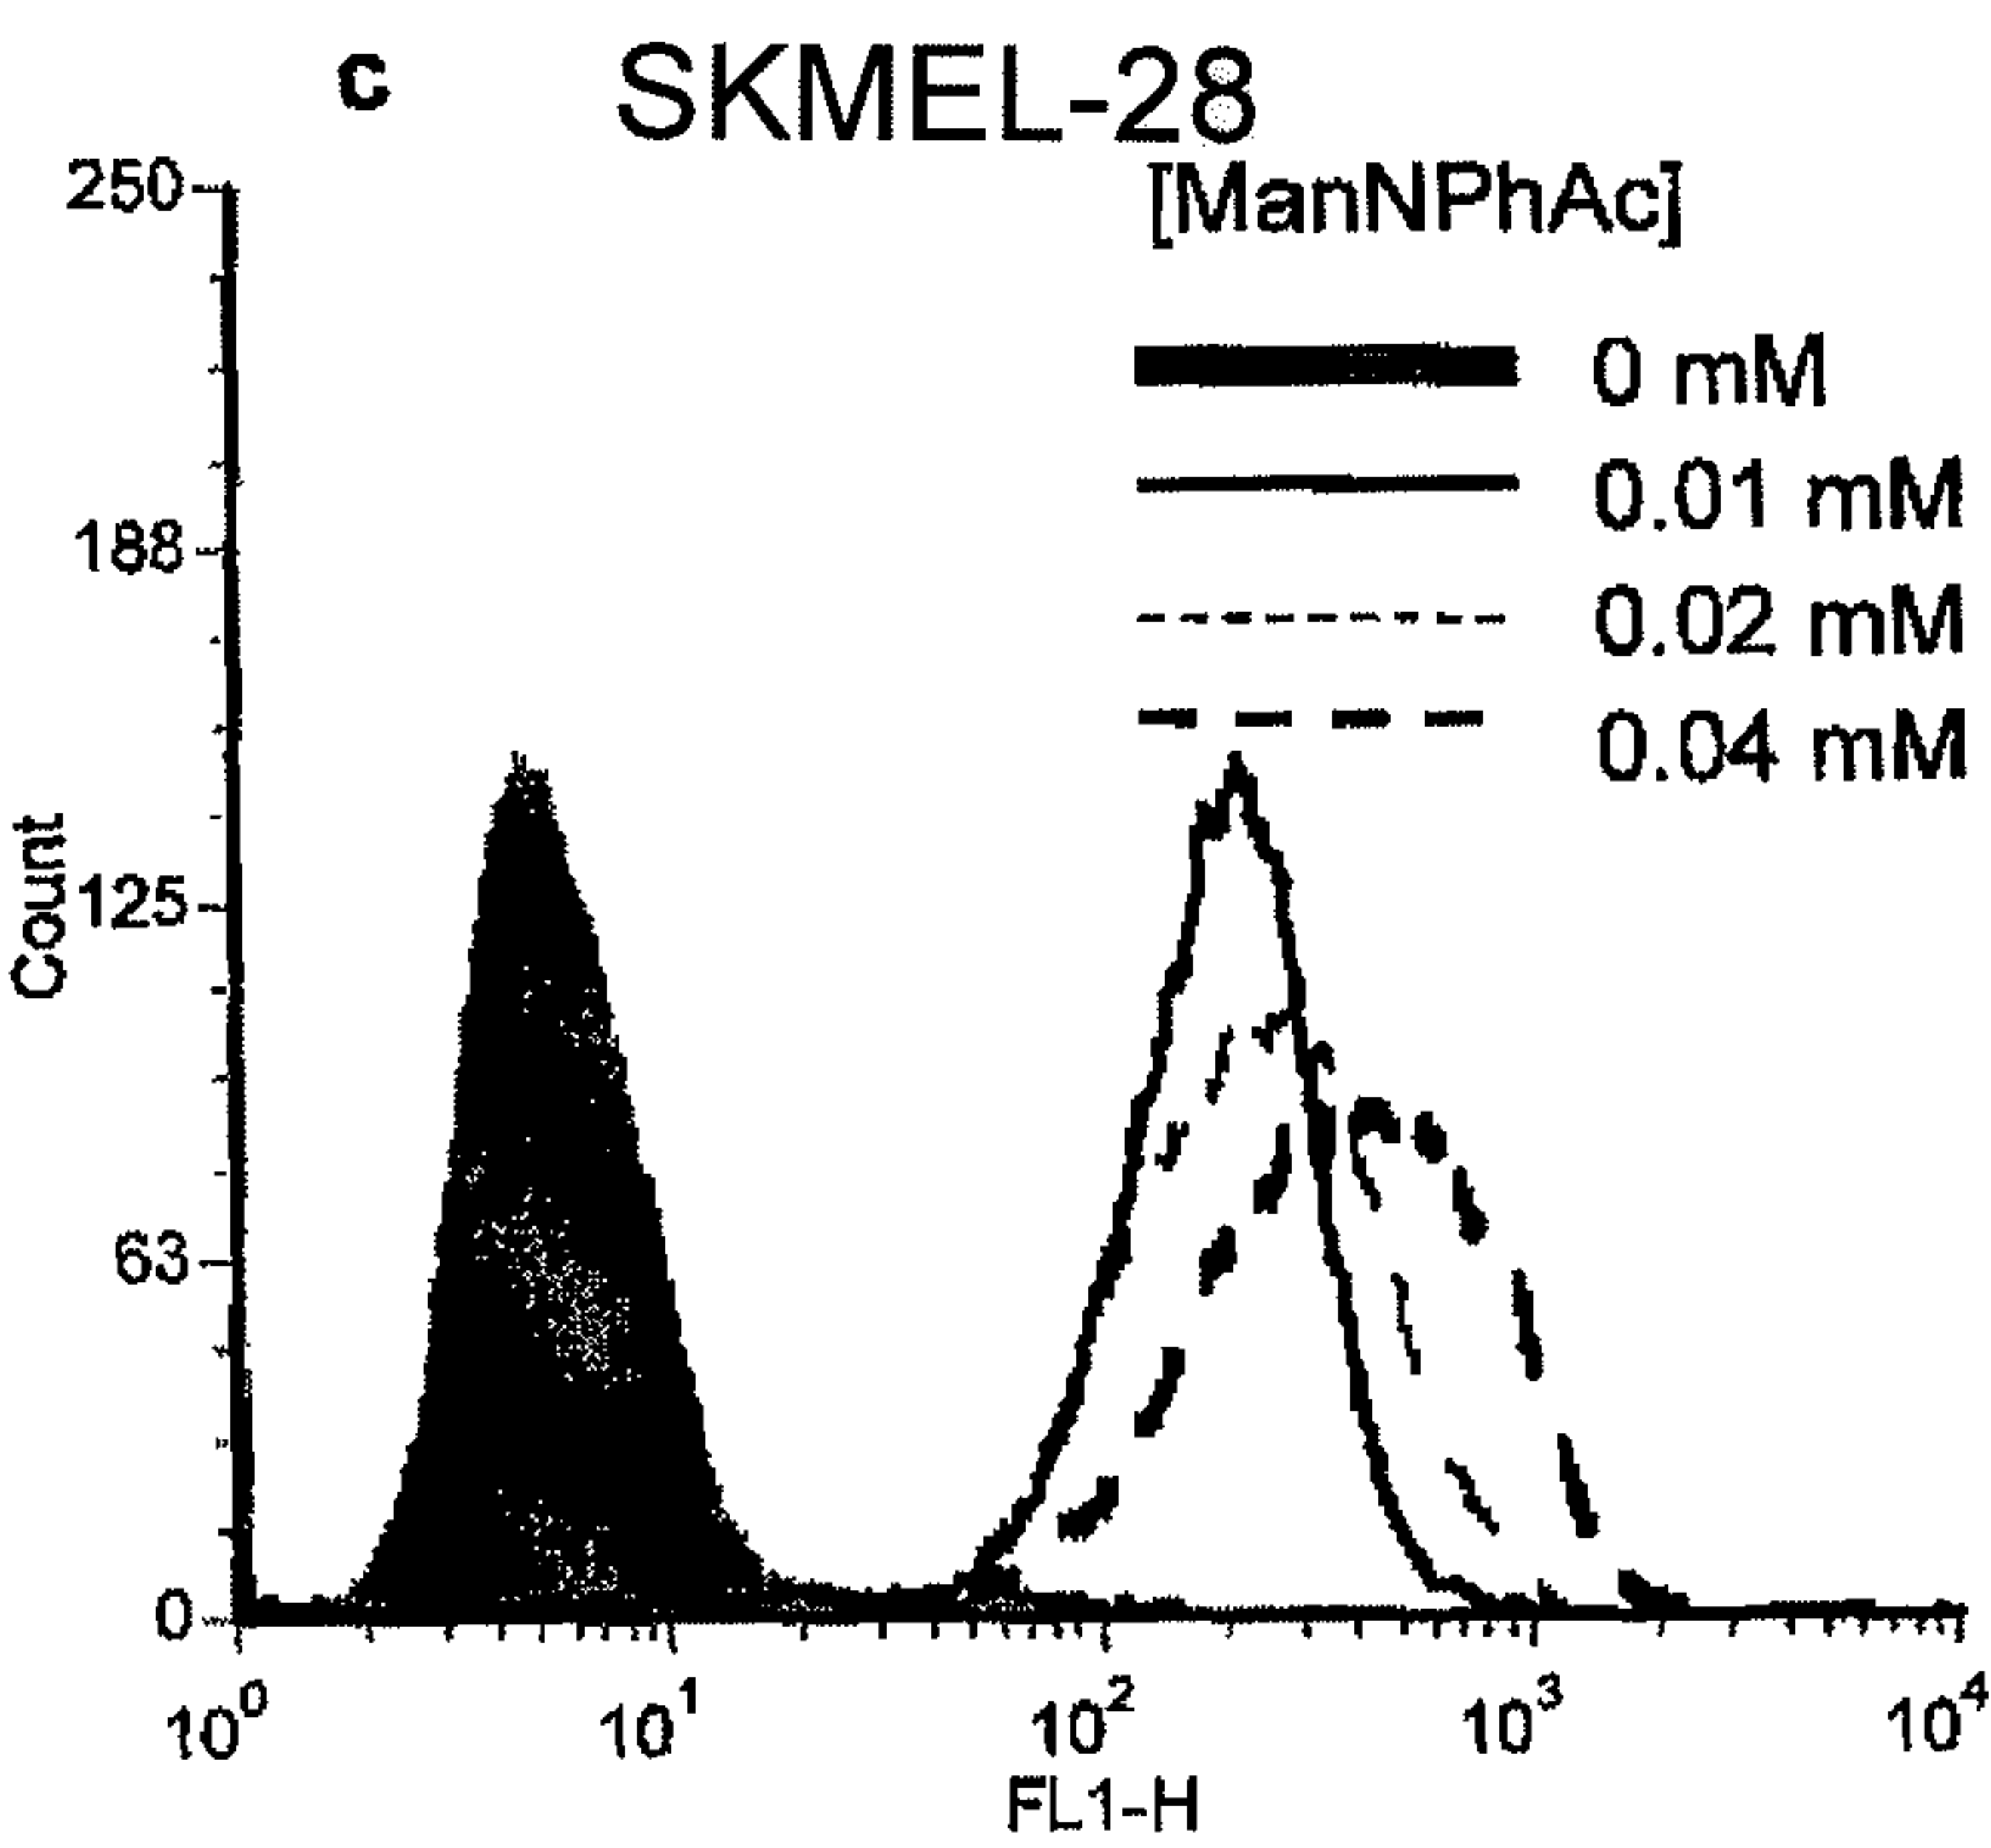 c SKMEL-28
[ManNPhAc]
0 mM
0.01 mM
0.02 mM
0.04 mM
250
188
125
63
0
Count
10⁰ 10¹ 10² 10³ 10⁴
FL1-H